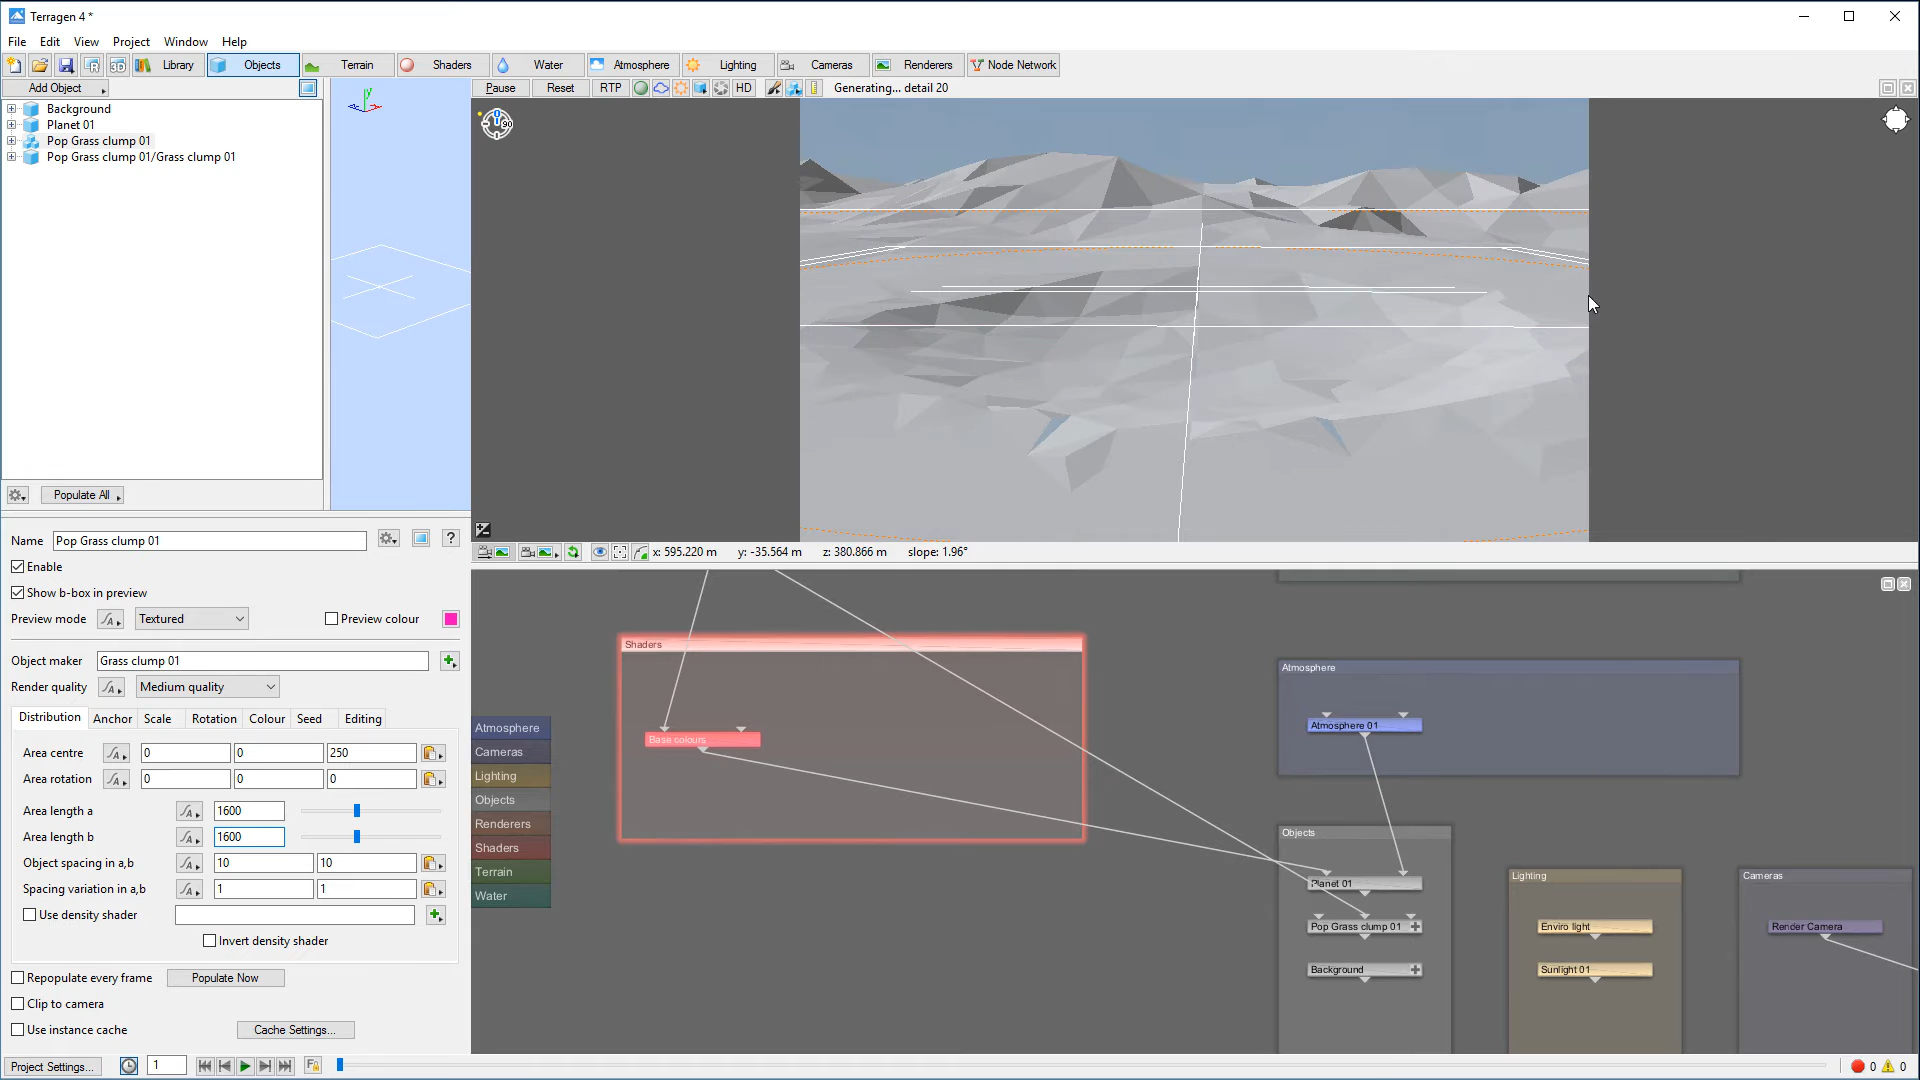 Terragen 4 *
File Edit View Project Window Help
Library Objects Terrain Shaders Water Atmosphere Lighting Cameras Renderers Node Network
Add Object
Pause Reset RTP HD Generating... detail 20
Background
Planet 01
Pop Grass clump 01
Pop Grass clump 01/Grass clump 01
y
Populate All
Name Pop Grass clump 01
Enable
Show b-box in preview
Preview mode Textured Preview colour
Object maker Grass clump 01
Render quality Medium quality
Distribution Anchor Scale Rotation Colour Seed Editing
Area centre 0 0 250
Area rotation 0 0 0
Area length a 1600
Area length b 1600
Object spacing in a,b 10 10
Spacing variation in a,b 1 1
Use density shader
Invert density shader
Repopulate every frame Populate Now
Clip to camera
Use instance cache Cache Settings...
x: 595.220 m y: -35.564 m z: 380.866 m slope: 1.96°
Atmosphere
Cameras
Lighting
Objects
Renderers
Shaders
Terrain
Water
Shaders
Base colours
Atmosphere
Atmosphere 01
Objects
Planet 01
Pop Grass clump 01
Background
Lighting
Enviro light
Sunlight 01
Cameras
Render Camera
Project Settings... 1 0 0